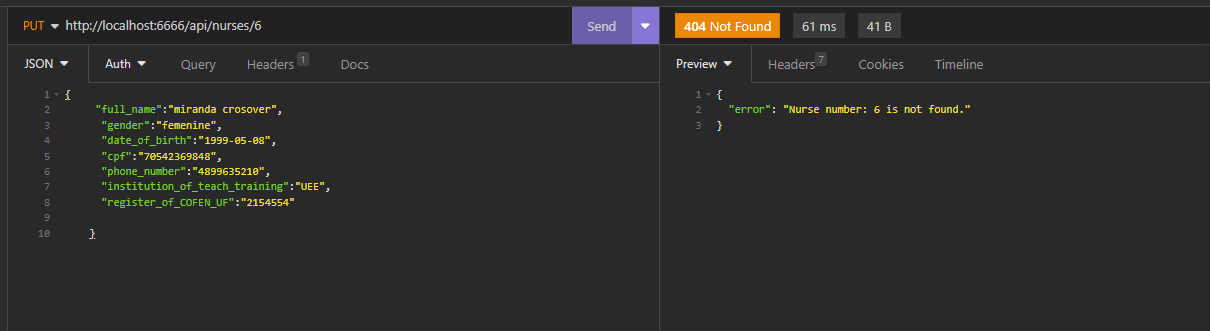 PUT http://localhost:6666/api/nurses/6 Send 404 Not Found 61 ms 41 B
JSON Auth Query Headers 1 Docs Preview Headers 7 Cookies Timeline
1 {
2 "full_name":"miranda crosover",
3 "gender":"femenine",
4 "date_of_birth":"1999-05-08",
5 "cpf":"70542369848",
6 "phone_number":"4899635210",
7 "institution_of_teach_training":"UEE",
8 "register_of_COFEN_UF":"2154554"
9
10 }
1 {
2 "error": "Nurse number: 6 is not found."
3 }